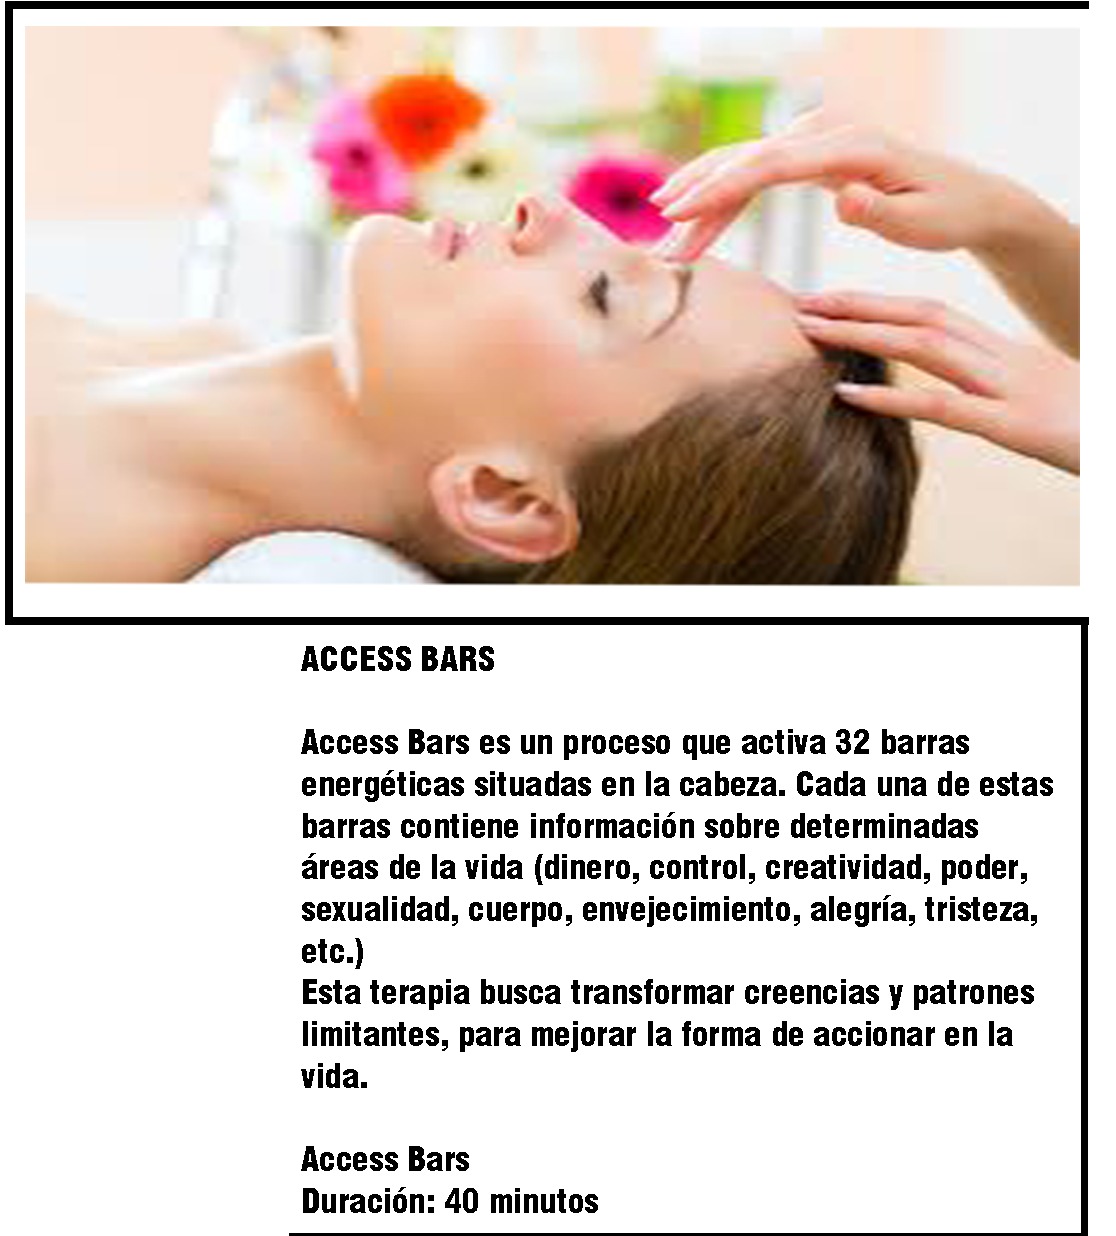 ACCESS BARS
Access Bars es un proceso que activa 32 barras
energéticas situadas en la cabeza. Cada una de estas
barras contiene información sobre determinadas
áreas de la vida (dinero, control, creatividad, poder,
sexualidad, cuerpo, envejecimiento, alegría, tristeza,
etc.)
Esta terapia busca transformar creencias y patrones
limitantes, para mejorar la forma de accionar en la
vida.
Access Bars
Duración: 40 minutos